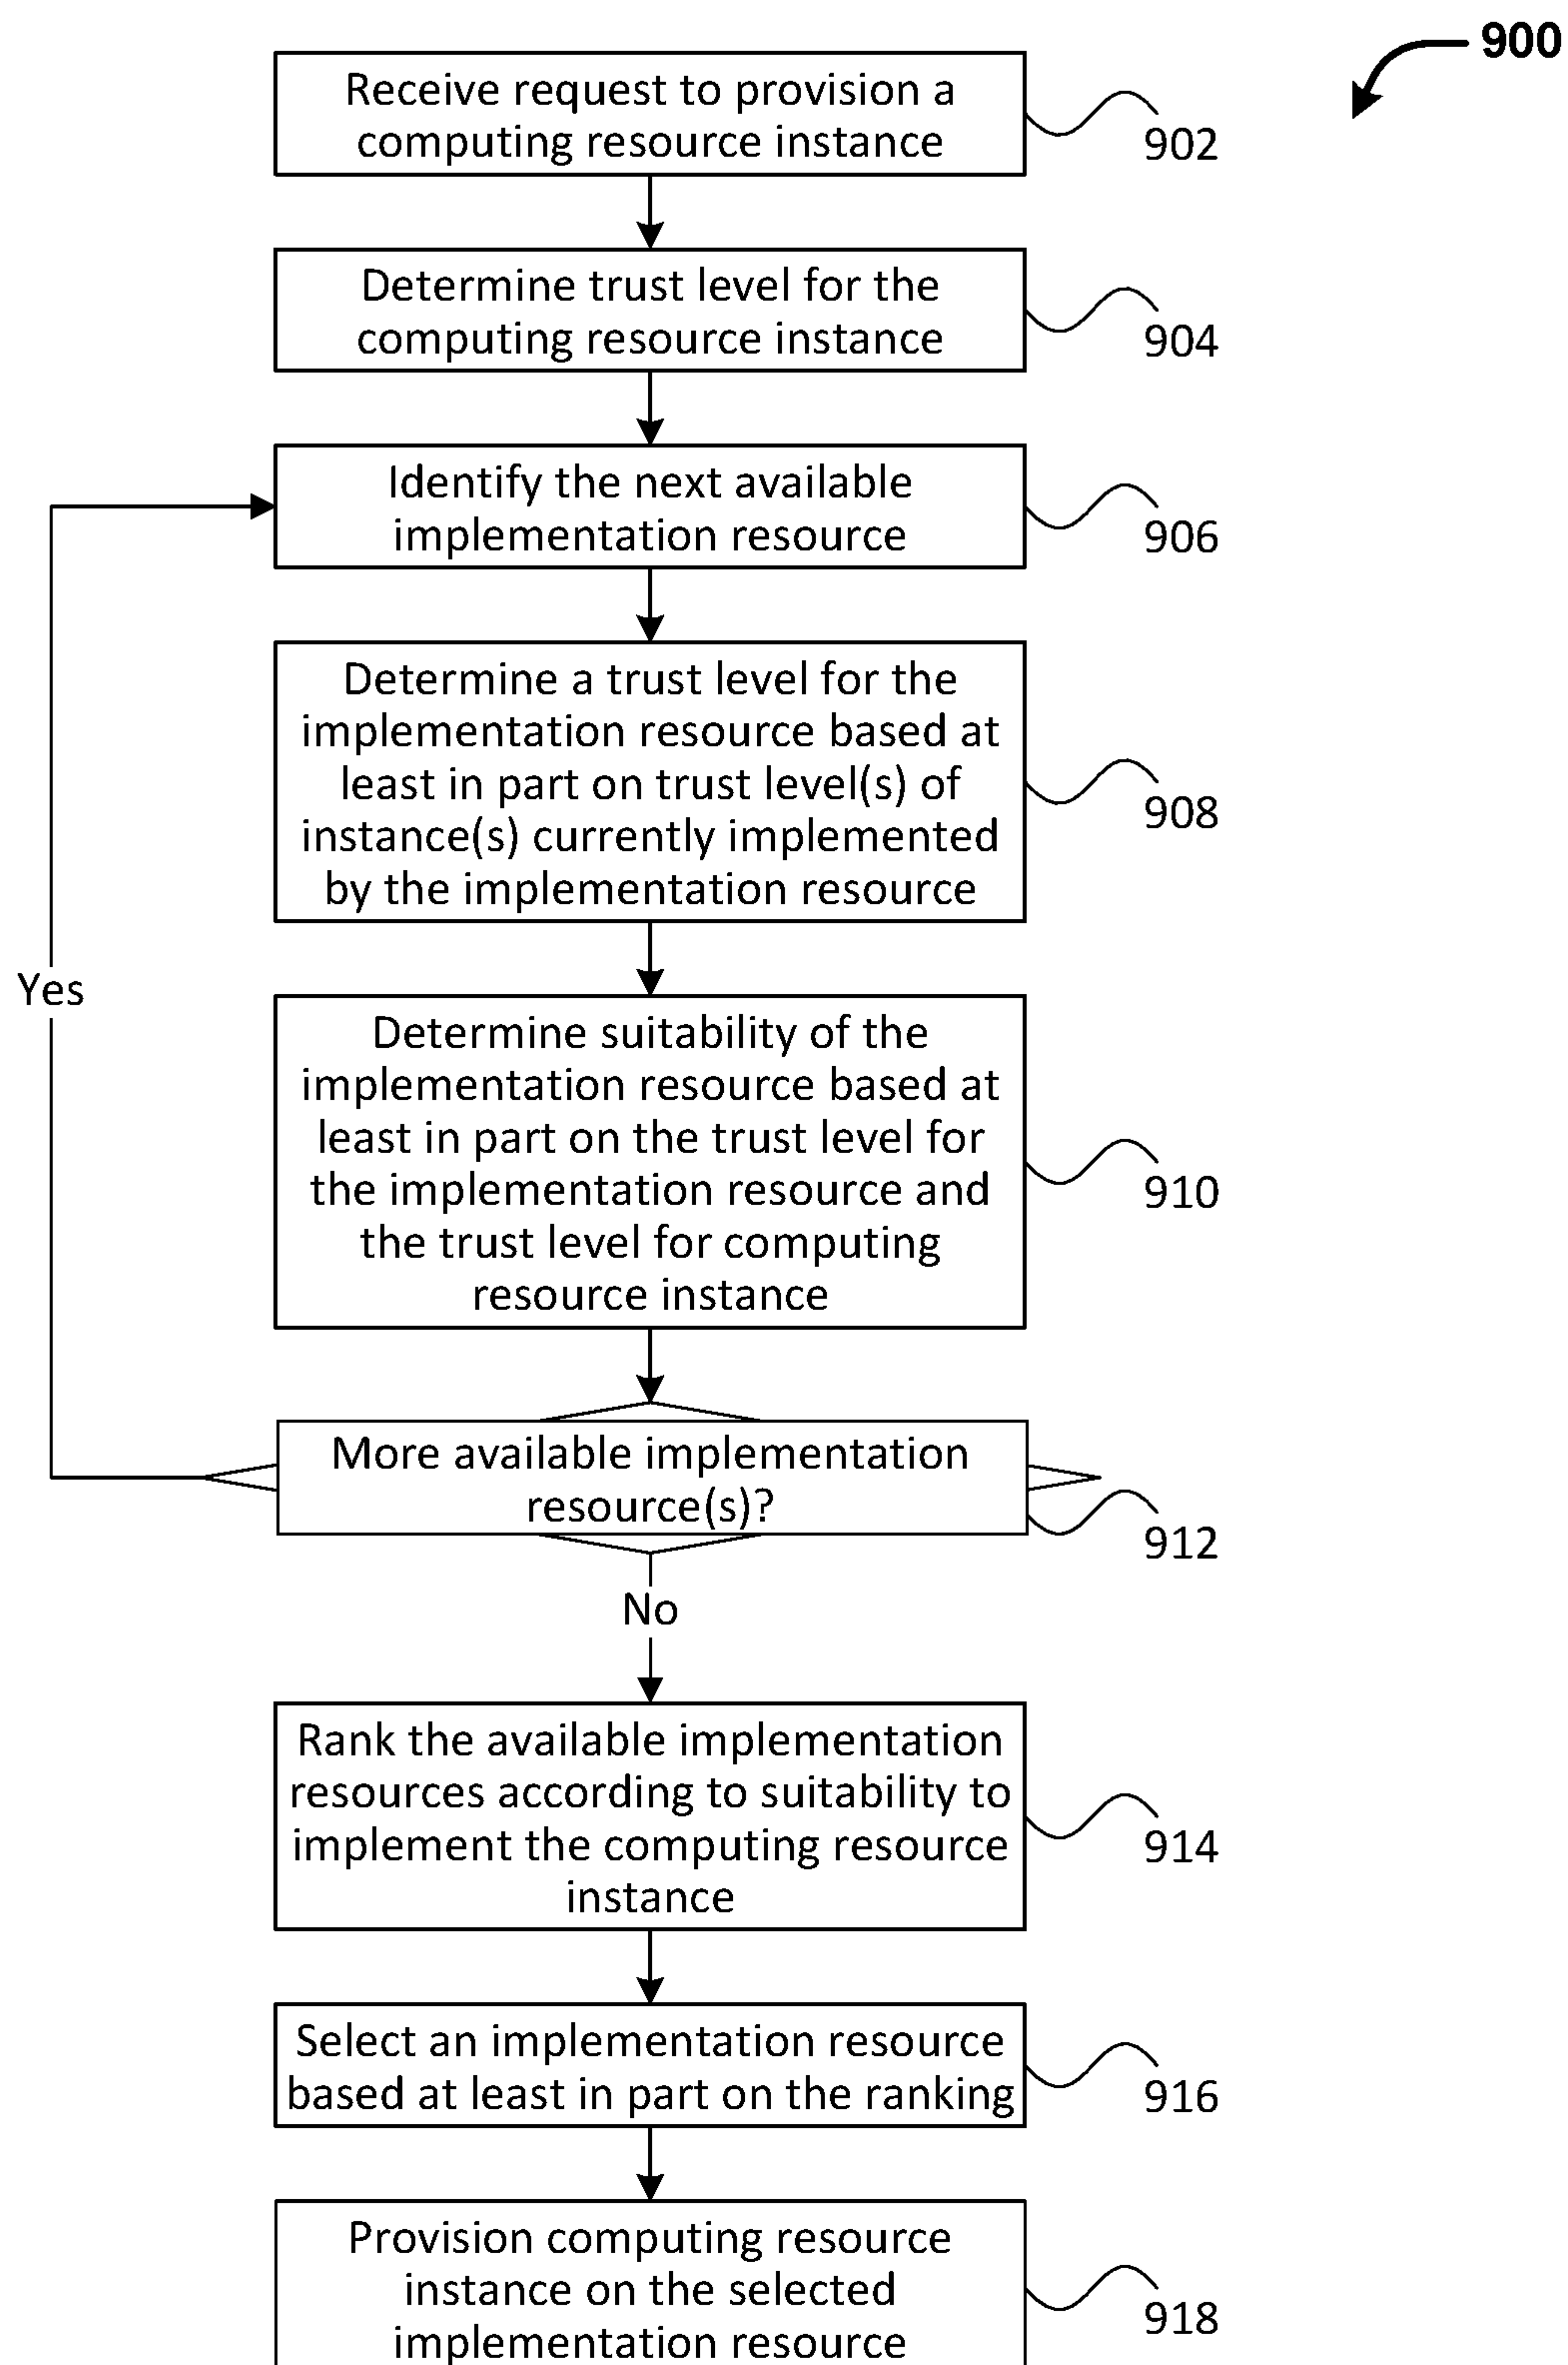 900
Receive request to provision a
computing resource instance
902
Determine trust level for the
computing resource instance
904
Identify the next available
implementation resource
906
Determine a trust level for the
implementation resource based at
least in part on trust level(s) of
instance(s) currently implemented
by the implementation resource
908
Yes
Determine suitability of the
implementation resource based at
least in part on the trust level for
the implementation resource and
the trust level for computing
resource instance
910
More available implementation
resource(s)?
912
No
Rank the available implementation
resources according to suitability to
implement the computing resource
instance
914
Select an implementation resource
based at least in part on the ranking
916
Provision computing resource
instance on the selected
implementation resource
918